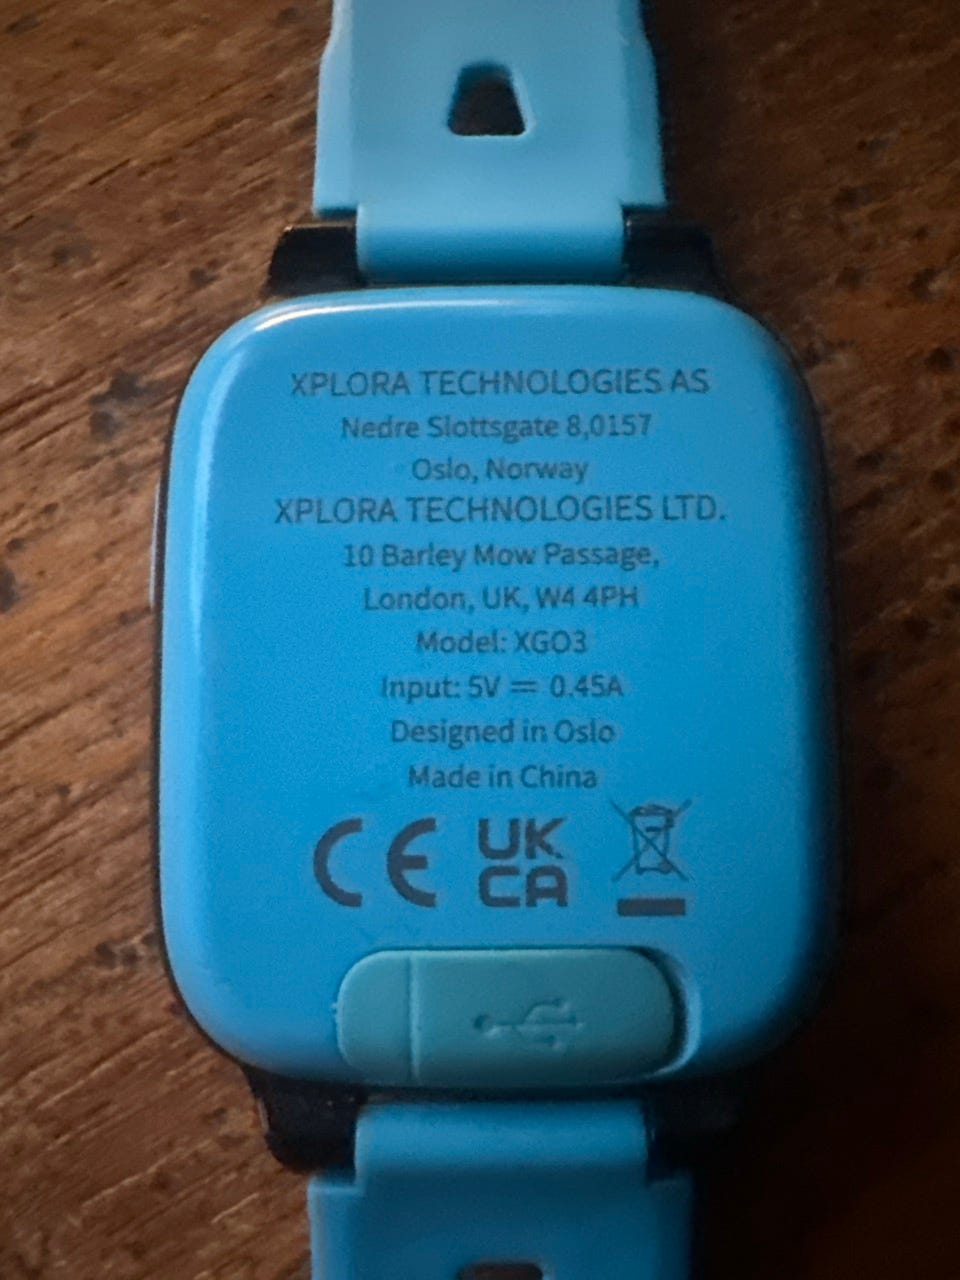 XPLORA TECHNOLOGIES AS
Nedre Slottsgate 8,0157
Oslo, Norway
XPLORA TECHNOLOGIES LTD.
10 Barley Mow Passage,
London, UK, W4 4PH
Model: XGO3
Input: 5V ⎓ 0.45A
Designed in Oslo
Made in China
CE UK
CA